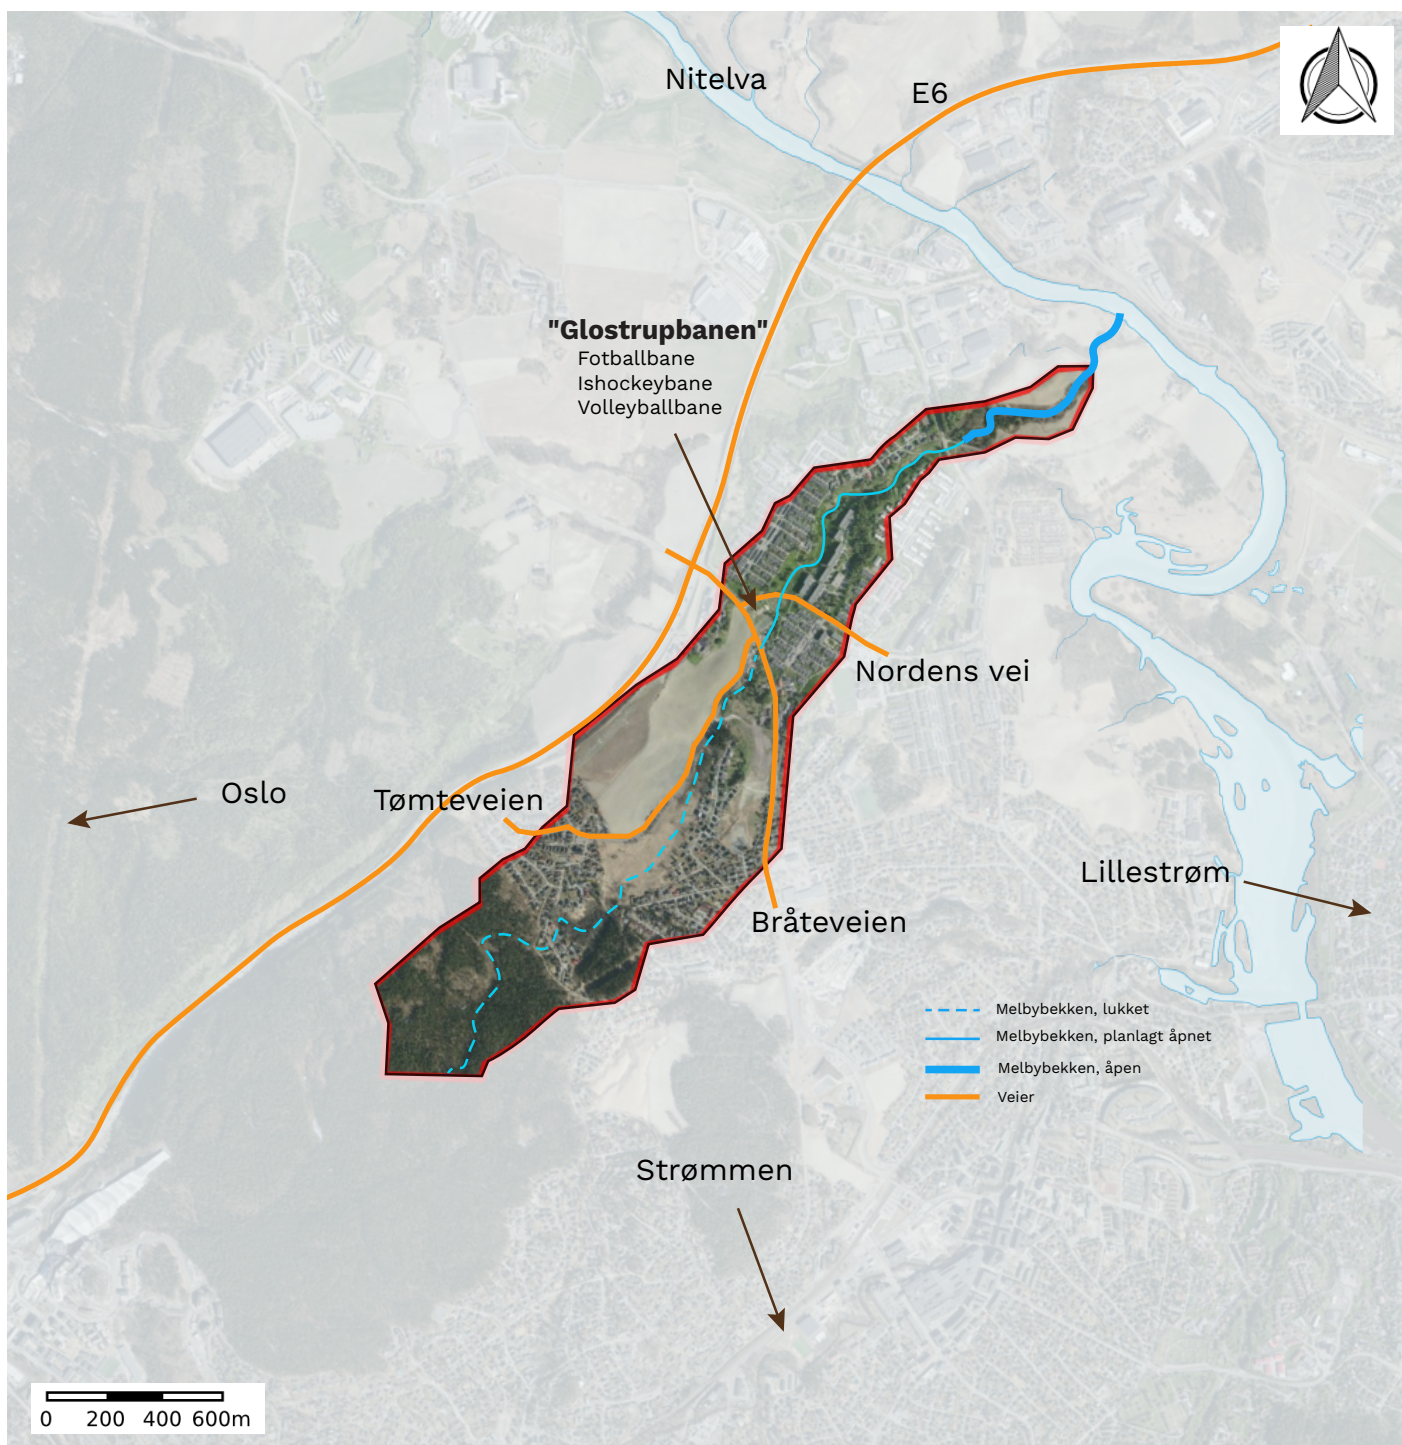 Nitelva
E6
"Glostrupbanen"
Fotballbane
Ishockeybane
Volleyballbane
Nordens vei
Oslo
Tømteveien
Lillestrøm
Bråteveien
Melbybekken, lukket
Melbybekken, planlagt åpnet
Melbybekken, åpen
Veier
Strømmen
0 200 400 600m